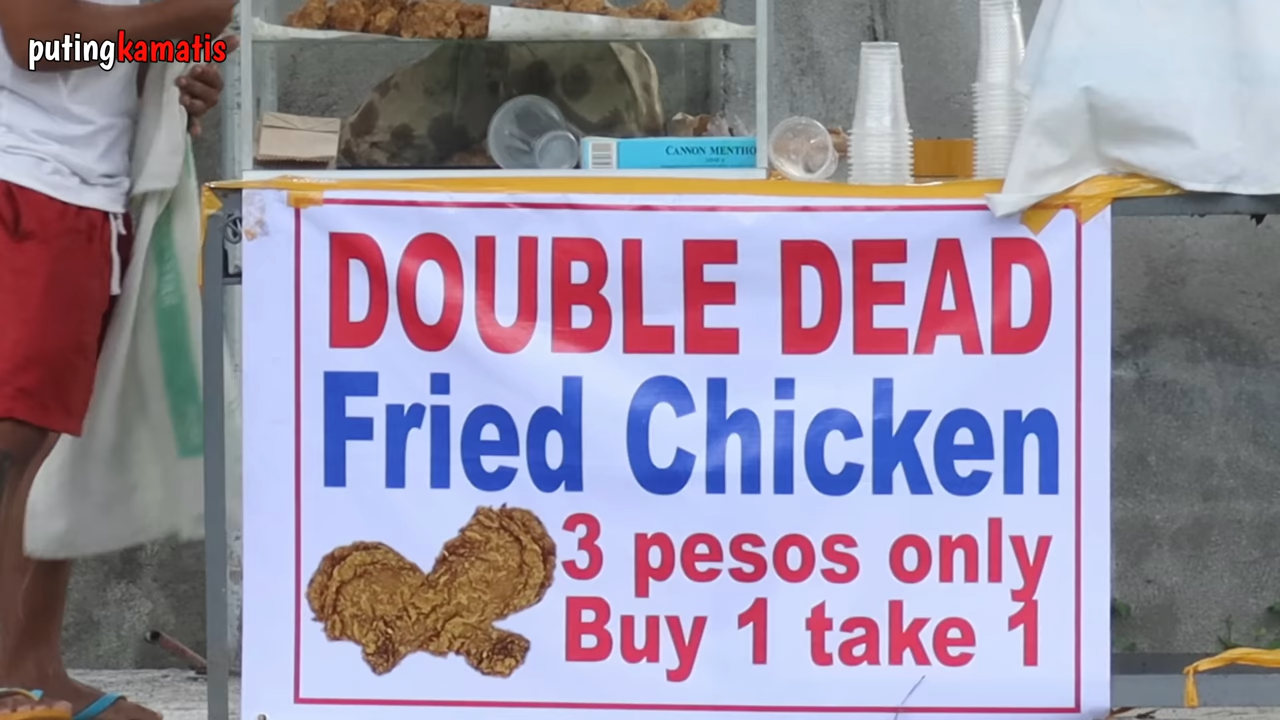 putingkamatis
CANNON MENTHO
DOUBLE DEAD
Fried Chicken
3 pesos only
Buy 1 take 1